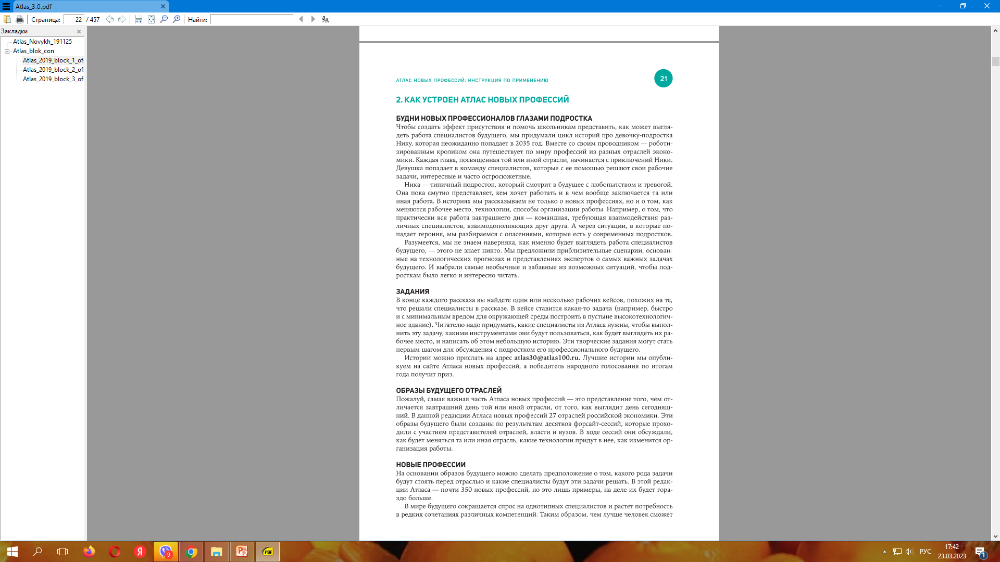 Atlas_3.0.pdf
Страница: 22 / 457 Найти:
Закладки
Atlas_Novykh_191125
Atlas_blok_con
Atlas_2019_block_1_of
Atlas_2019_block_2_of
Atlas_2019_block_3_of
АТЛАС НОВЫХ ПРОФЕССИЙ: ИНСТРУКЦИЯ ПО ПРИМЕНЕНИЮ
21
2. КАК УСТРОЕН АТЛАС НОВЫХ ПРОФЕССИЙ
БУДНИ НОВЫХ ПРОФЕССИОНАЛОВ ГЛАЗАМИ ПОДРОСТКА
Чтобы создать эффект присутствия и помочь школьникам представить, как может выгля-
деть работа специалистов будущего, мы придумали цикл историй про девочку-подростка
Нику, которая неожиданно попадает в 2035 год. Вместе со своим проводником — роботи-
зированным кроликом она путешествует по миру профессий из разных отраслей эконо-
мики. Каждая глава, посвященная той или иной отрасли, начинается с приключений Ники.
Девушка попадает в команду специалистов, которые с ее помощью решают свои рабочие
задачи, интересные и часто остросюжетные.
Ника — типичный подросток, который смотрит в будущее с любопытством и тревогой.
Она пока смутно представляет, кем хочет работать и в чем вообще заключается та или
иная работа. В историях мы рассказываем не только о новых профессиях, но и о том, как
меняются рабочее место, технологии, способы организации работы. Например, о том, что
практически вся работа завтрашнего дня — командная, требующая взаимодействия раз-
личных специалистов, взаимодополняющих друг друга. А через ситуации, в которые по-
падает героиня, мы разбираемся с опасениями, которые есть у современных подростков.
Разумеется, мы не знаем наверняка, как именно будет выглядеть работа специалистов
будущего, — этого не знает никто. Мы предложили приблизительные сценарии, основан-
ные на технологических прогнозах и представлениях экспертов о самых важных задачах
будущего. И выбрали самые необычные и забавные из возможных ситуаций, чтобы под-
росткам было легко и интересно читать.
ЗАДАНИЯ
В конце каждого рассказа вы найдете один или несколько рабочих кейсов, похожих на те,
что решали специалисты в рассказе. В кейсе ставится какая-то задача (например, быстро
и с минимальным вредом для окружающей среды построить в пустыне высокотехнологич-
ное здание). Читателю надо придумать, какие специалисты из Атласа нужны, чтобы выпол-
нить эту задачу, какими инструментами они будут пользоваться, как будет выглядеть их ра-
бочее место, и написать об этом небольшую историю. Эти творческие задания могут стать
первым шагом для обсуждения с подростком его профессионального будущего.
Истории можно прислать на адрес atlas30@atlas100.ru. Лучшие истории мы опубли-
куем на сайте Атласа новых профессий, а победитель народного голосования по итогам
года получит приз.
ОБРАЗЫ БУДУЩЕГО ОТРАСЛЕЙ
Пожалуй, самая важная часть Атласа новых профессий — это представление того, чем от-
личается завтрашний день той или иной отрасли, от того, как выглядит день сегодняш-
ний. В данной редакции Атласа новых профессий 27 отраслей российской экономики. Эти
образы будущего были созданы по результатам десятков форсайт-сессий, которые прохо-
дили с участием представителей отраслей, власти и вузов. В ходе сессий они обсуждали,
как будет меняться та или иная отрасль, какие технологии придут в нее, как изменится ор-
ганизация работы.
НОВЫЕ ПРОФЕССИИ
На основании образов будущего можно сделать предположение о том, какого рода задачи
будут стоять перед отраслью и какие специалисты будут эти задачи решать. В этой редак-
ции Атласа — почти 350 новых профессий, но это лишь примеры, на деле их будет гора-
здо больше.
В мире будущего сокращается спрос на однотипных специалистов и растет потребность
в редких сочетаниях различных компетенций. Таким образом, чем лучше человек сможет
9
PDF
РУС
17:42
23.03.2023
1